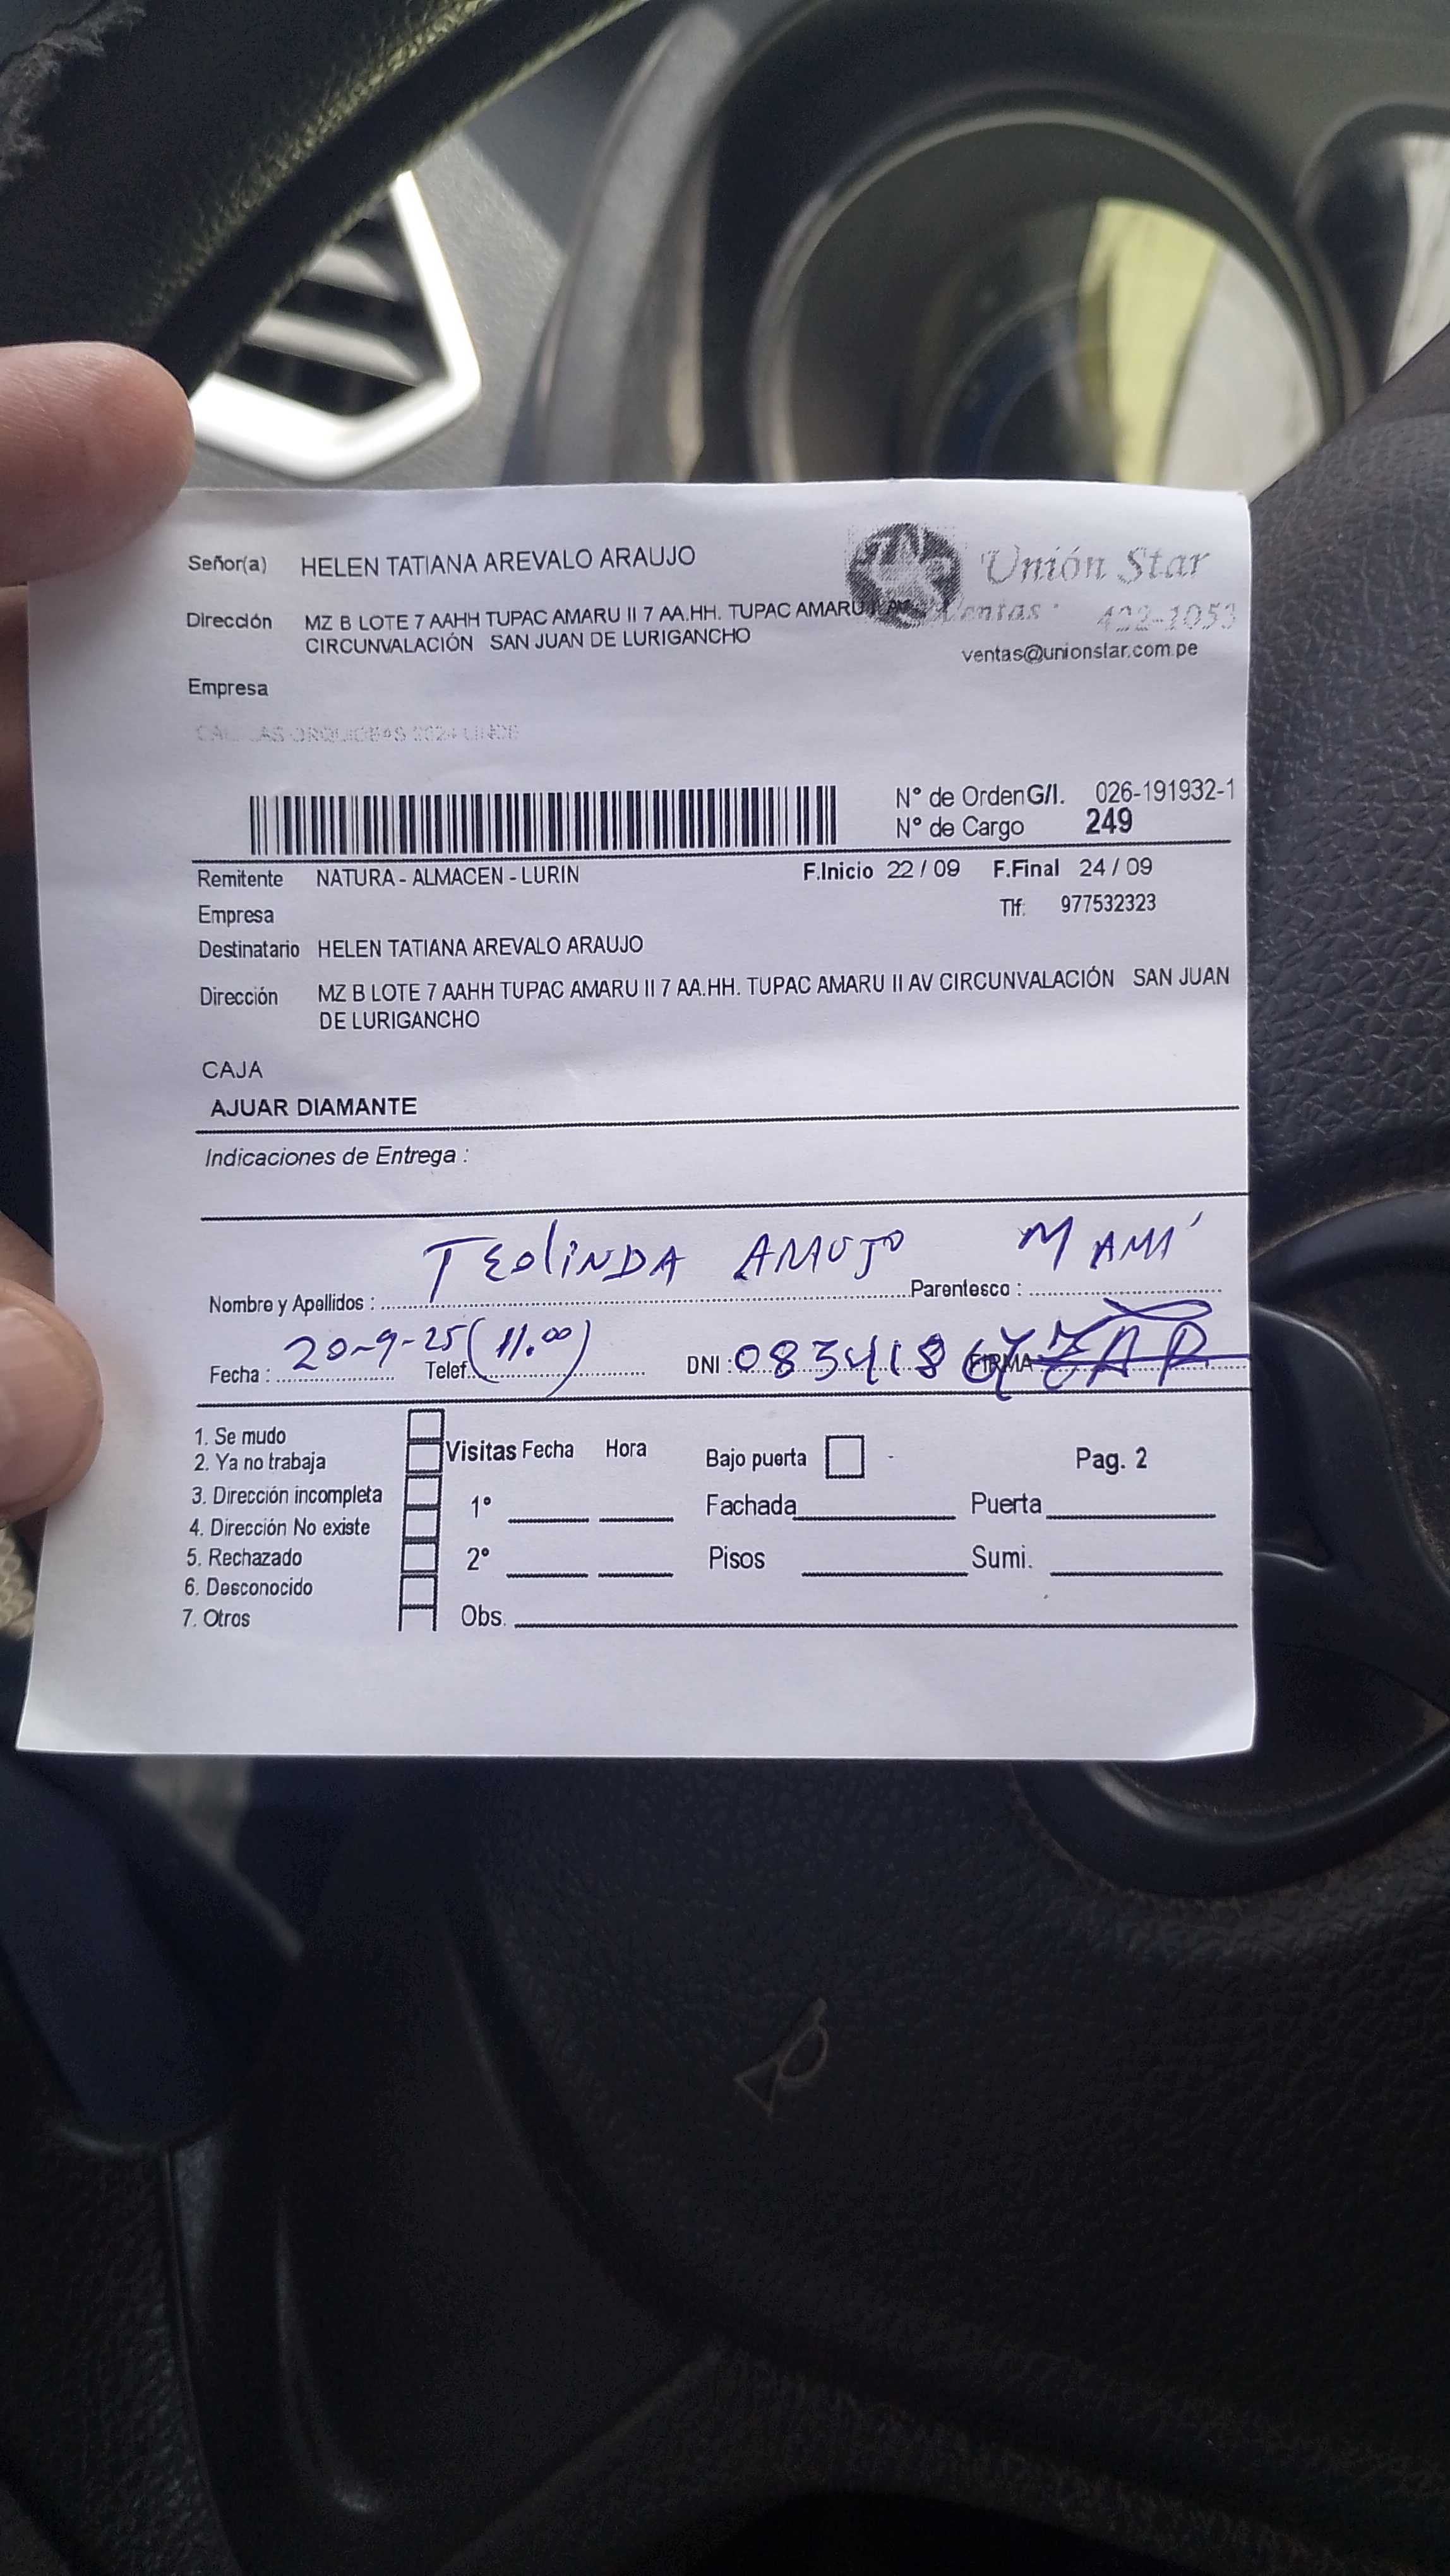 Señor(a) HELEN TATIANA AREVALO ARAUJO
Unión Star
Dirección MZ B LOTE 7 AAHH TUPAC AMARU II 7 AA.HH. TUPAC AMARU
CIRCUNVALACIÓN SAN JUAN DE LURIGANCHO
Ventas: 422-1053
ventas@unionstar.com.pe
Empresa
N° de Orden G/I. 026-191932-1
N° de Cargo 249
Remitente NATURA - ALMACEN - LURIN F.Inicio 22 / 09 F.Final 24 / 09
Empresa Tlf: 977532323
Destinatario HELEN TATIANA AREVALO ARAUJO
Dirección MZ B LOTE 7 AAHH TUPAC AMARU II 7 AA.HH. TUPAC AMARU II AV CIRCUNVALACIÓN SAN JUAN
DE LURIGANCHO
CAJA
AJUAR DIAMANTE
Indicaciones de Entrega :
Nombre y Apellidos : TEOLINDA ARAUJO Parentesco : MAMÁ
Fecha : 20-9-25 Telef. (11.00) DNI : FIRMA
1. Se mudo
2. Ya no trabaja
3. Dirección incompleta
4. Dirección No existe
5. Rechazado
6. Desconocido
7. Otros
Visitas Fecha Hora
1°
2°
Obs.
Bajo puerta Pag. 2
Fachada Puerta
Pisos Sumi.